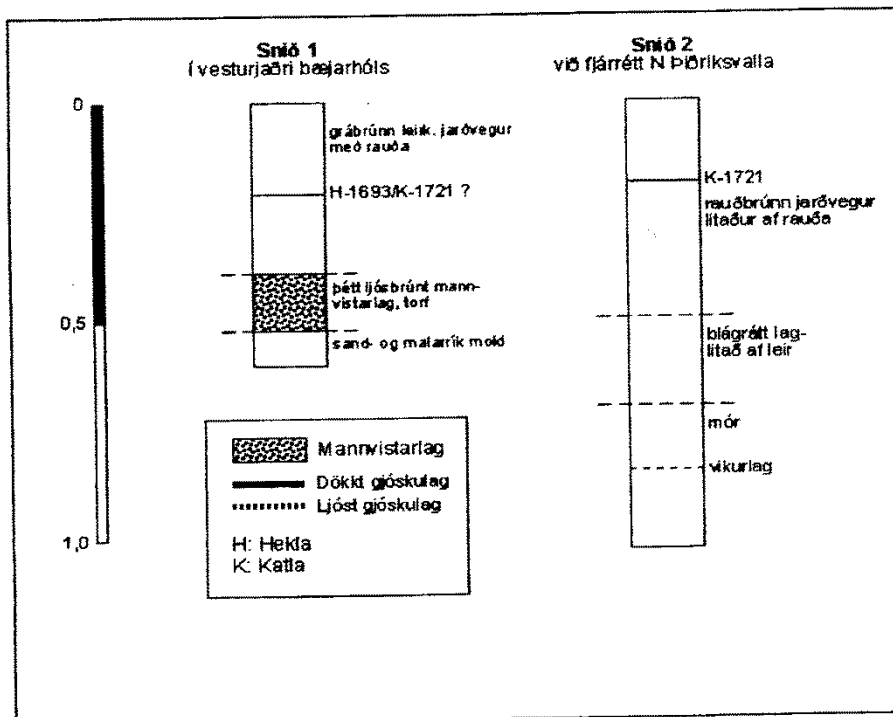 Snið 1
í vesturjaðri bæjarhóls
0
grábrúnn leirk. jarðvegur
með rauða
H-1693/K-1721 ?
þétt ljósbrúnt mann-
vistarlag, torf
0,5
sand- og malarrík mold
1,0
Snið 2
við fjárrétt N Þiðriksvalla
K-1721
rauðbrúnn jarðvegur
litaður af rauða
blágrátt lag-
litað af leir
mór
vikurlag
Mannvistarlag
Dökkt gjóskulag
Ljóst gjóskulag
H: Hekla
K: Katla